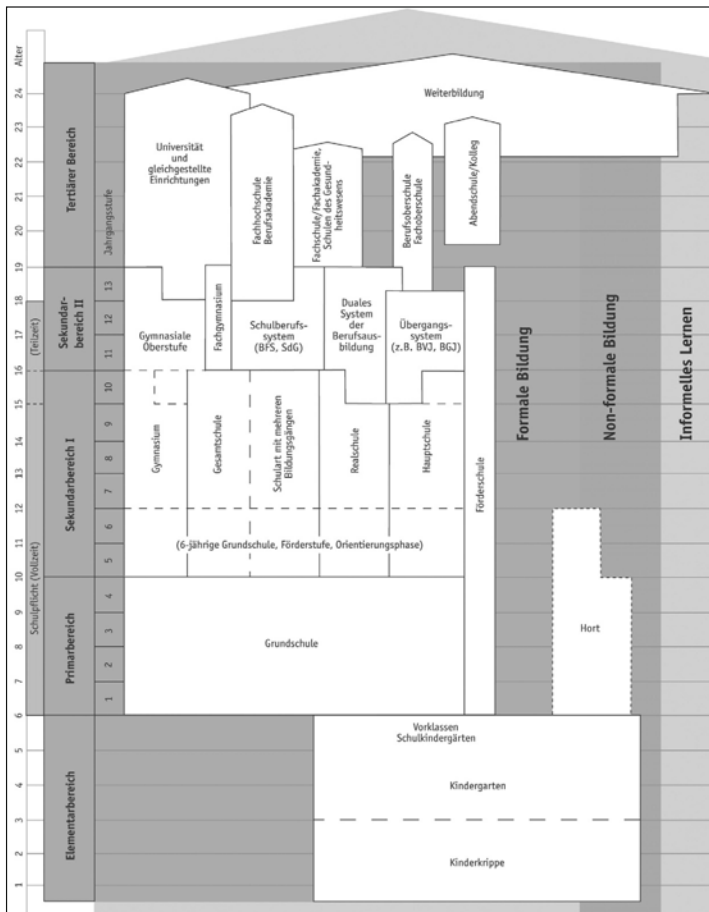 Alter
24
23
22
21
20
19
18
17
16
15
14
13
12
11
10
9
8
7
6
5
4
3
2
1
(Teilzeit)
Schulpflicht (Vollzeit)
Tertiärer Bereich
Sekundar-
bereich II
Sekundarbereich I
Primarbereich
Elementarbereich
Jahrgangsstufe
13
12
11
10
9
8
7
6
5
4
3
2
1
Weiterbildung
Universität
und
gleichgestellte
Einrichtungen
Fachhochschule
Berufsakademie
Fachschule/Fachakademie,
Schulen des Gesund-
heitswesens
Berufsoberschule
Fachoberschule
Abendschule/Kolleg
Gymnasiale
Oberstufe
Fachgymnasium
Schulberufs-
system
(BFS, SdG)
Duales
System
der
Berufsaus-
bildung
Übergangs-
system
(z.B. BVJ, BGJ)
Gymnasium
Gesamtschule
Schulart mit mehreren
Bildungsgängen
Realschule
Hauptschule
Förderschule
(6-jährige Grundschule, Förderstufe, Orientierungsphase)
Grundschule
Hort
Vorklassen
Schulkindergärten
Kindergarten
Kinderkrippe
Formale Bildung
Non-formale Bildung
Informelles Lernen